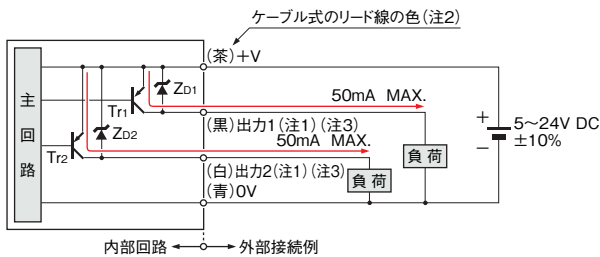 ケーブル式のリード線の色(注2)
(茶)+V
ZD1
Tr1
50mA MAX.
主回路
(黒)出力1(注1)(注3)
ZD2
50mA MAX.
Tr2
負荷
+
−
5〜24V DC
±10%
(白)出力2(注1)(注3)
負荷
(青)0V
内部回路
外部接続例